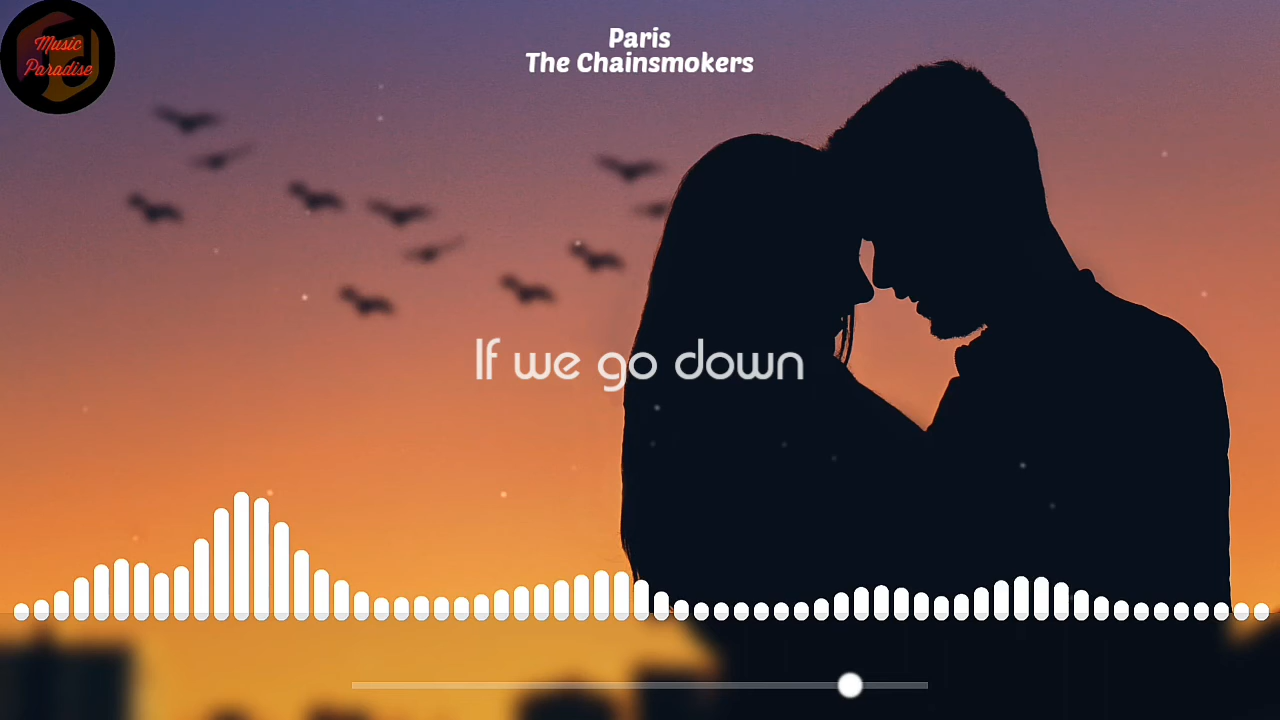 Music
Paradise
Paris
The Chainsmokers
If we go down